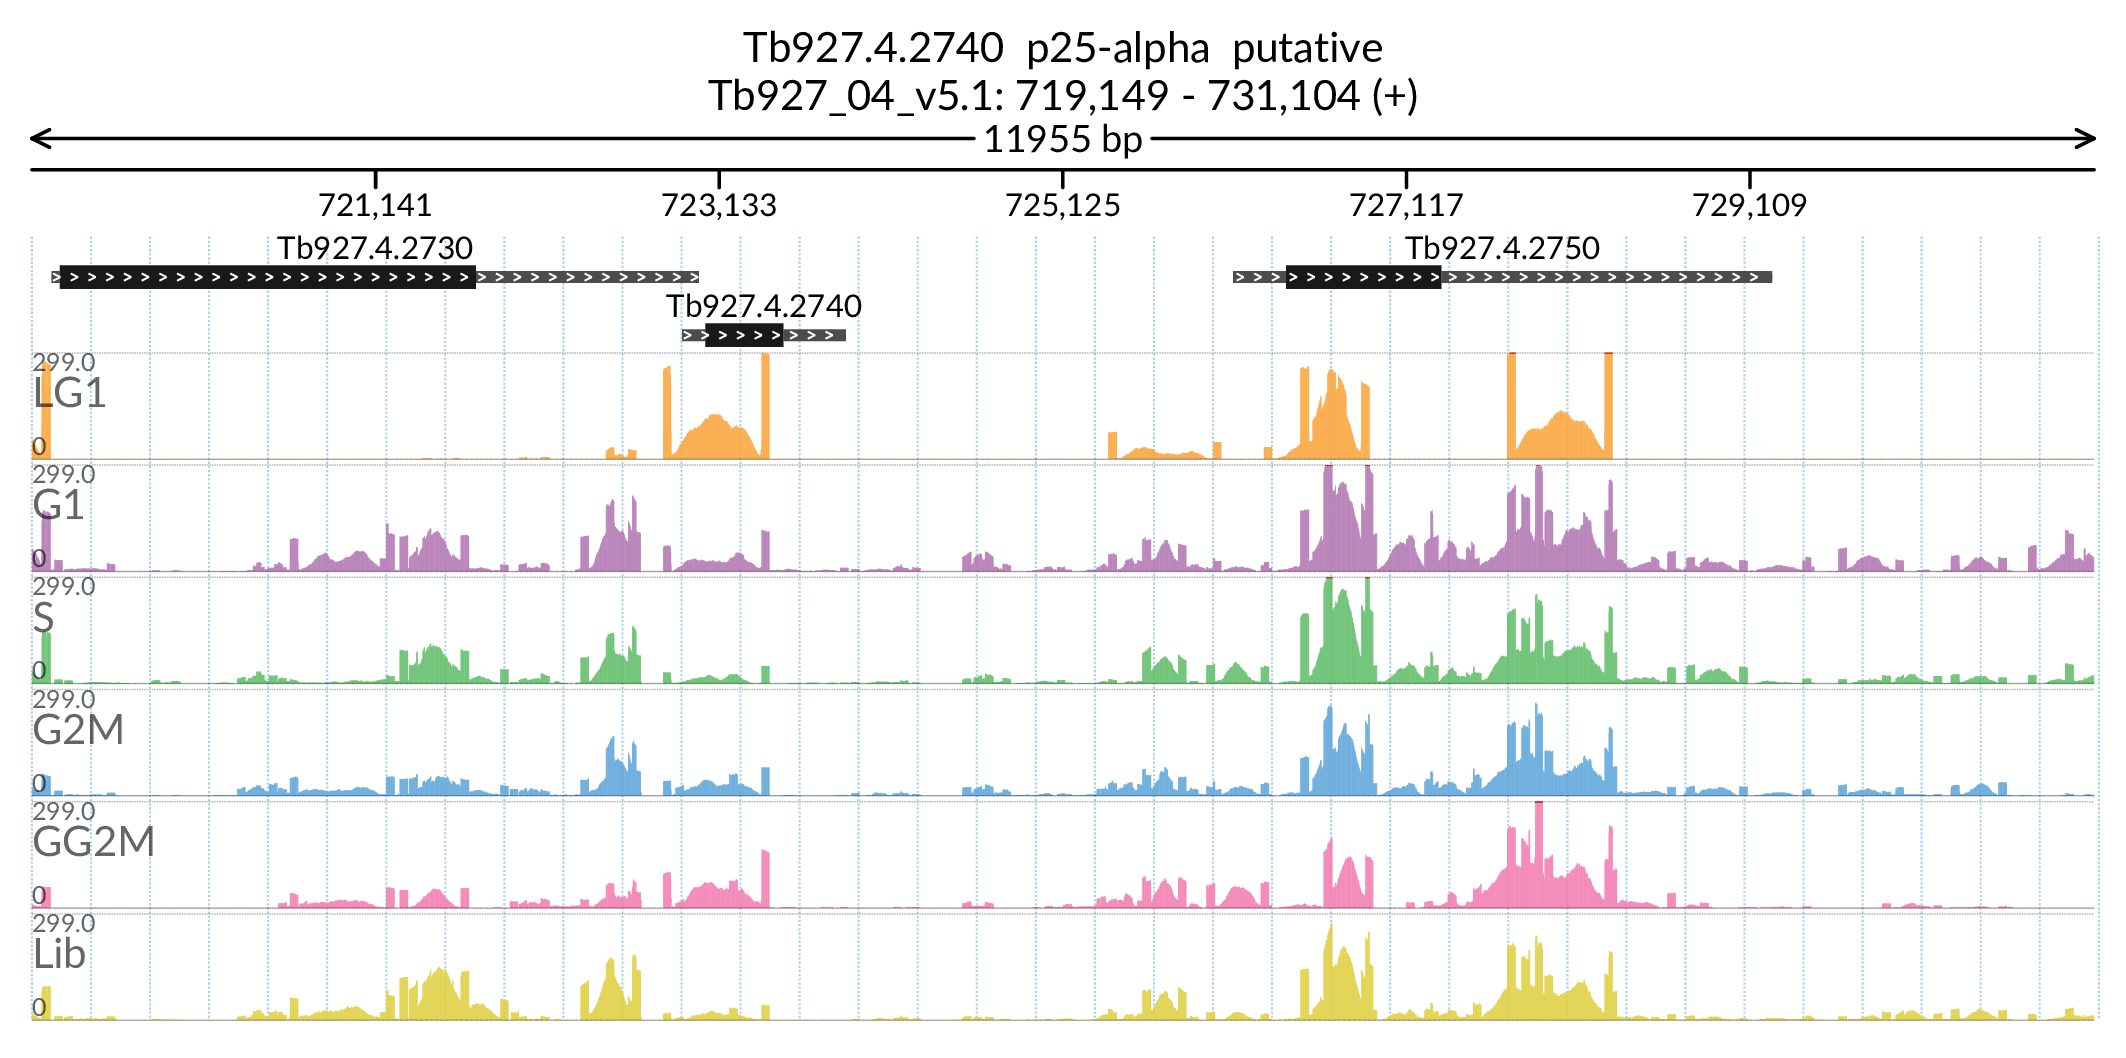 Tb927.4.2740 p25-alpha putative
Tb927_04_v5.1: 719,149 - 731,104 (+)
11955 bp
721,141 723,133 725,125 727,117 729,109
Tb927.4.2730 Tb927.4.2750
Tb927.4.2740
299.0
LG1
0
299.0
G1
0
299.0
S
0
299.0
G2M
0
299.0
GG2M
0
299.0
Lib
0